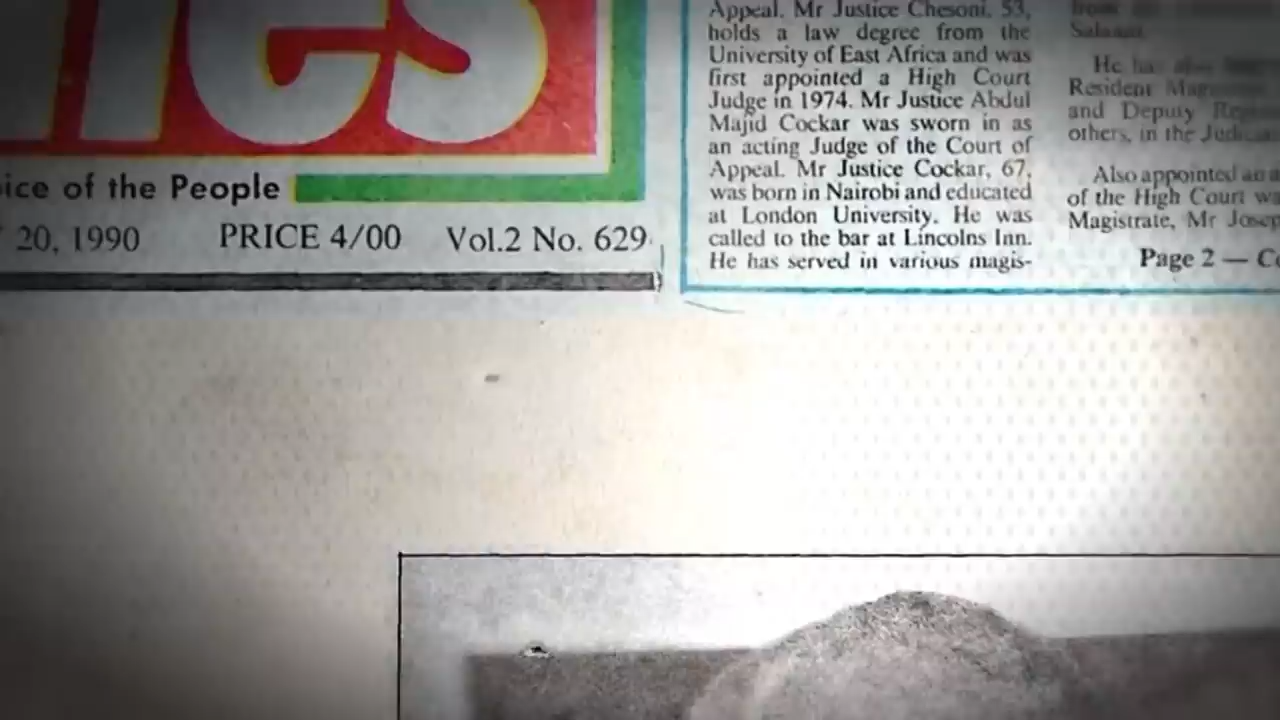 mes
ice of the People
20, 1990 PRICE 4/00 Vol.2 No. 629
Appeal. Mr Justice Chesoni, 53,
holds a law degree from the
University of East Africa and was
first appointed a High Court
Judge in 1974. Mr Justice Abdul
Majid Cockar was sworn in as
an acting Judge of the Court of
Appeal. Mr Justice Cockar, 67,
was born in Nairobi and educated
at London University. He was
called to the bar at Lincolns Inn.
He has served in various magis-
Salaam.
He has also
Resident
and Deputy
others, in the
Also appointed
of the High Court
Magistrate, Mr
Page 2 —